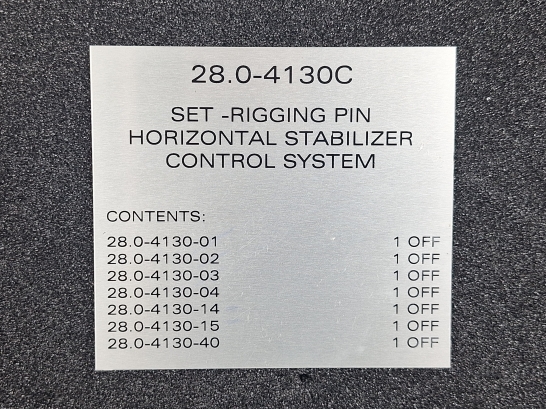 28.0-4130C
SET -RIGGING PIN
HORIZONTAL STABILIZER
CONTROL SYSTEM
CONTENTS:
28.0-4130-01 1 OFF
28.0-4130-02 1 OFF
28.0-4130-03 1 OFF
28.0-4130-04 1 OFF
28.0-4130-14 1 OFF
28.0-4130-15 1 OFF
28.0-4130-40 1 OFF